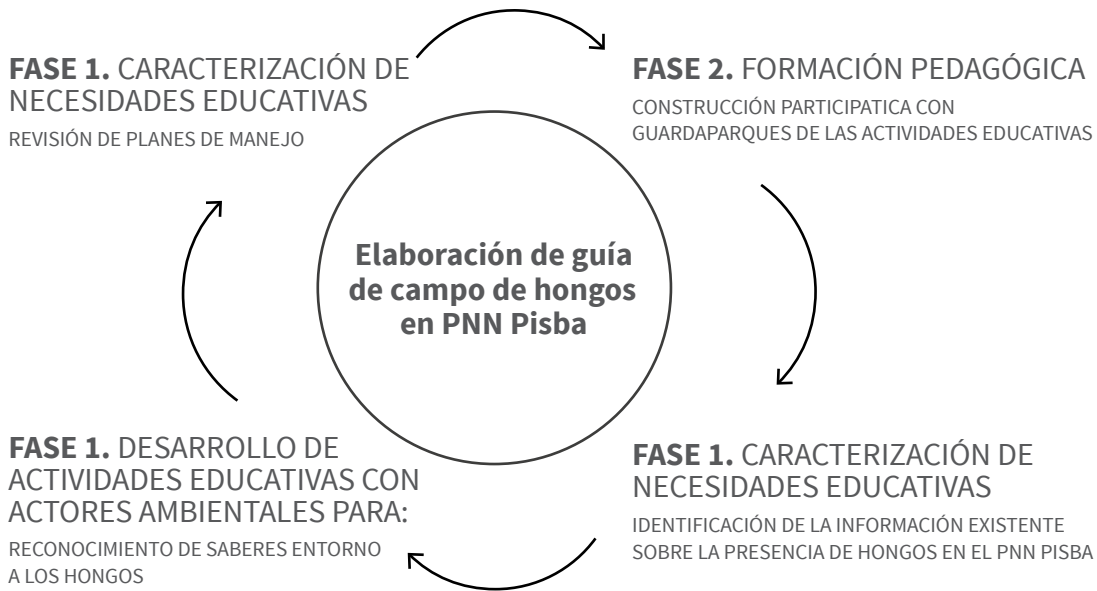 FASE 1. CARACTERIZACIÓN DE
NECESIDADES EDUCATIVAS
REVISIÓN DE PLANES DE MANEJO
FASE 2. FORMACIÓN PEDAGÓGICA
CONSTRUCCIÓN PARTICIPATICA CON
GUARDAPARQUES DE LAS ACTIVIDADES EDUCATIVAS
Elaboración de guía
de campo de hongos
en PNN Pisba
FASE 1. DESARROLLO DE
ACTIVIDADES EDUCATIVAS CON
ACTORES AMBIENTALES PARA:
RECONOCIMIENTO DE SABERES ENTORNO
A LOS HONGOS
FASE 1. CARACTERIZACIÓN DE
NECESIDADES EDUCATIVAS
IDENTIFICACIÓN DE LA INFORMACIÓN EXISTENTE
SOBRE LA PRESENCIA DE HONGOS EN EL PNN PISBA